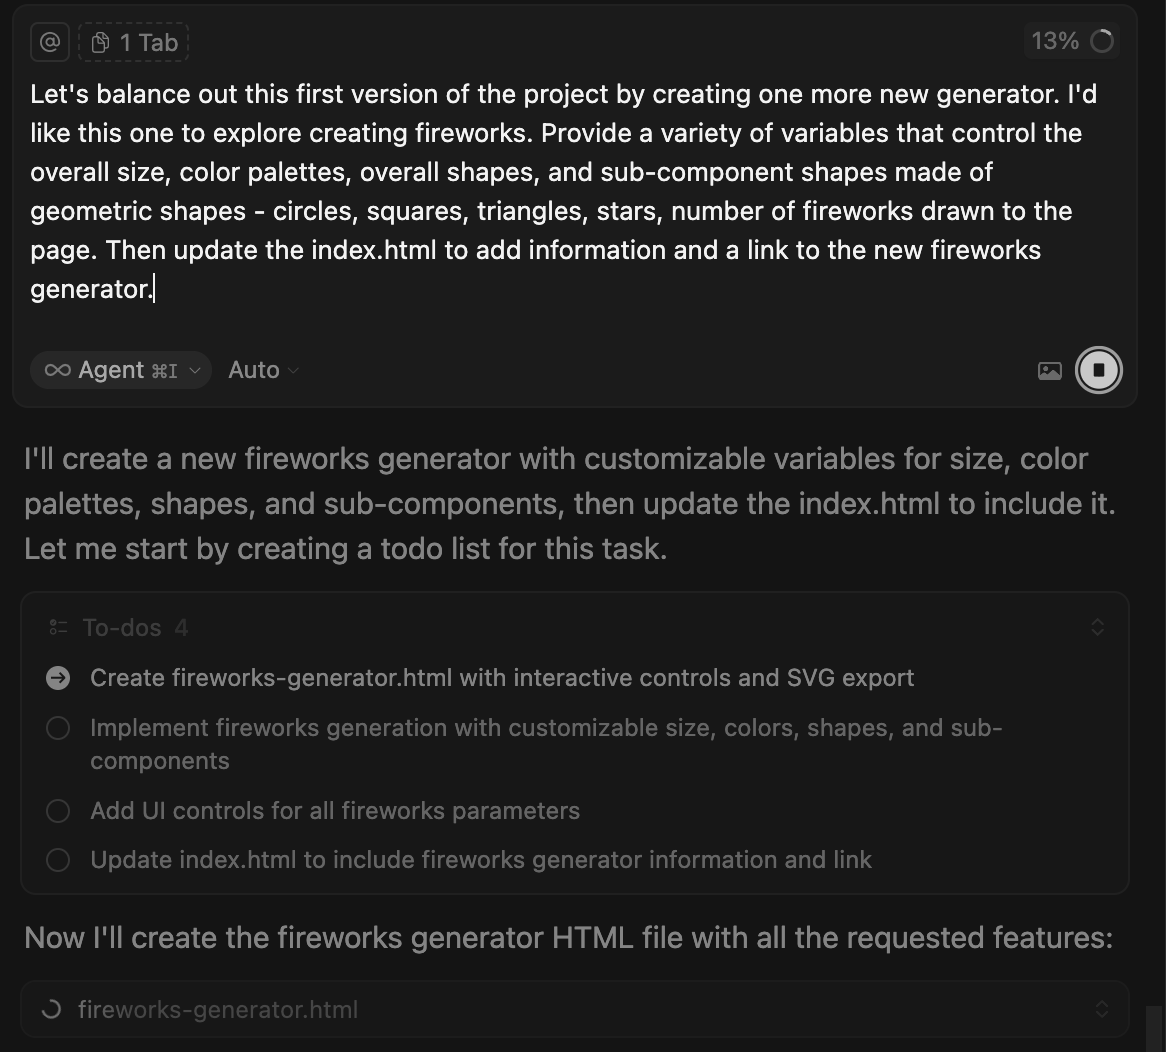 @ 1 Tab 13%
Let's balance out this first version of the project by creating one more new generator. I'd
like this one to explore creating fireworks. Provide a variety of variables that control the
overall size, color palettes, overall shapes, and sub-component shapes made of
geometric shapes - circles, squares, triangles, stars, number of fireworks drawn to the
page. Then update the index.html to add information and a link to the new fireworks
generator.
Agent ⌘I Auto
I'll create a new fireworks generator with customizable variables for size, color
palettes, shapes, and sub-components, then update the index.html to include it.
Let me start by creating a todo list for this task.
To-dos 4
Create fireworks-generator.html with interactive controls and SVG export
Implement fireworks generation with customizable size, colors, shapes, and sub-
components
Add UI controls for all fireworks parameters
Update index.html to include fireworks generator information and link
Now I'll create the fireworks generator HTML file with all the requested features:
fireworks-generator.html